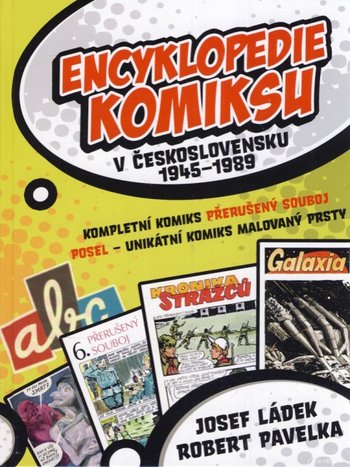 ENCYKLOPEDIE
KOMIKSU
V ČESKOSLOVENSKU
1945–1989
KOMPLETNÍ KOMIKS PŘERUŠENÝ SOUBOJ
POSEL – UNIKÁTNÍ KOMIKS MALOVANÝ PRSTY
abc
6. PŘERUŠENÝ
SOUBOJ
KRONIKA
STRÁŽCŮ
Galaxia
JOSEF LÁDEK
ROBERT PAVELKA